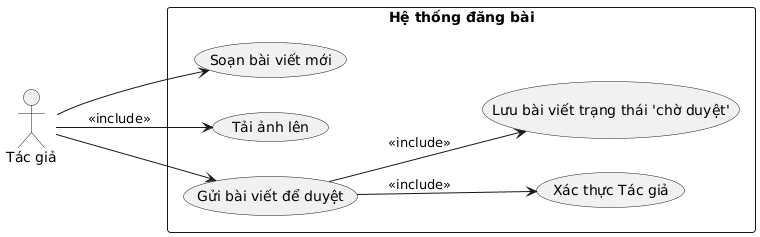 Hệ thống đăng bài
Soạn bài viết mới
«include»
Tải ảnh lên
Tác giả
Gửi bài viết để duyệt
«include»
Lưu bài viết trạng thái 'chờ duyệt'
«include»
Xác thực Tác giả